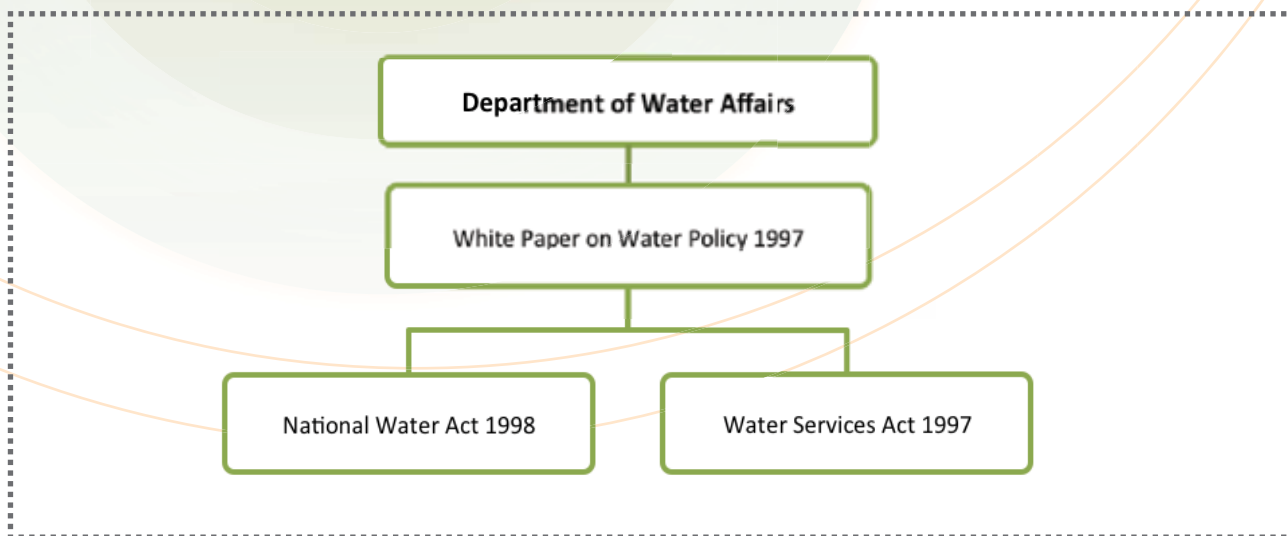 Department of Water Affairs
White Paper on Water Policy 1997
National Water Act 1998
Water Services Act 1997